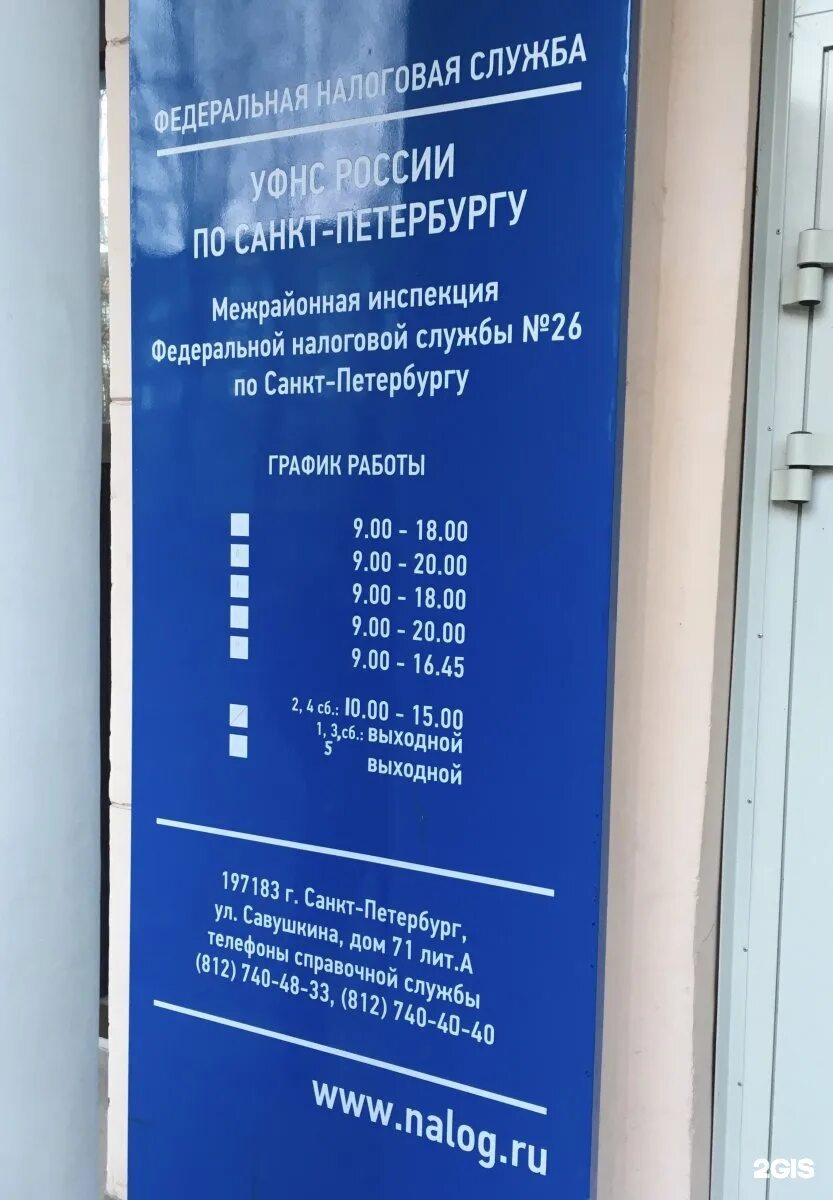 ФЕДЕРАЛЬНАЯ НАЛОГОВАЯ СЛУЖБА
УФНС РОССИИ
ПО САНКТ-ПЕТЕРБУРГУ
Межрайонная инспекция
Федеральной налоговой службы №26
по Санкт-Петербургу
ГРАФИК РАБОТЫ
9.00 - 18.00
9.00 - 20.00
9.00 - 18.00
9.00 - 20.00
9.00 - 16.45
2, 4 сб.: 10.00 - 15.00
1, 3, 5 сб.: выходной
выходной
197183 г. Санкт-Петербург,
ул. Савушкина, дом 71 лит.А
телефоны справочной службы
(812) 740-48-33, (812) 740-40-40
www.nalog.ru
2GIS